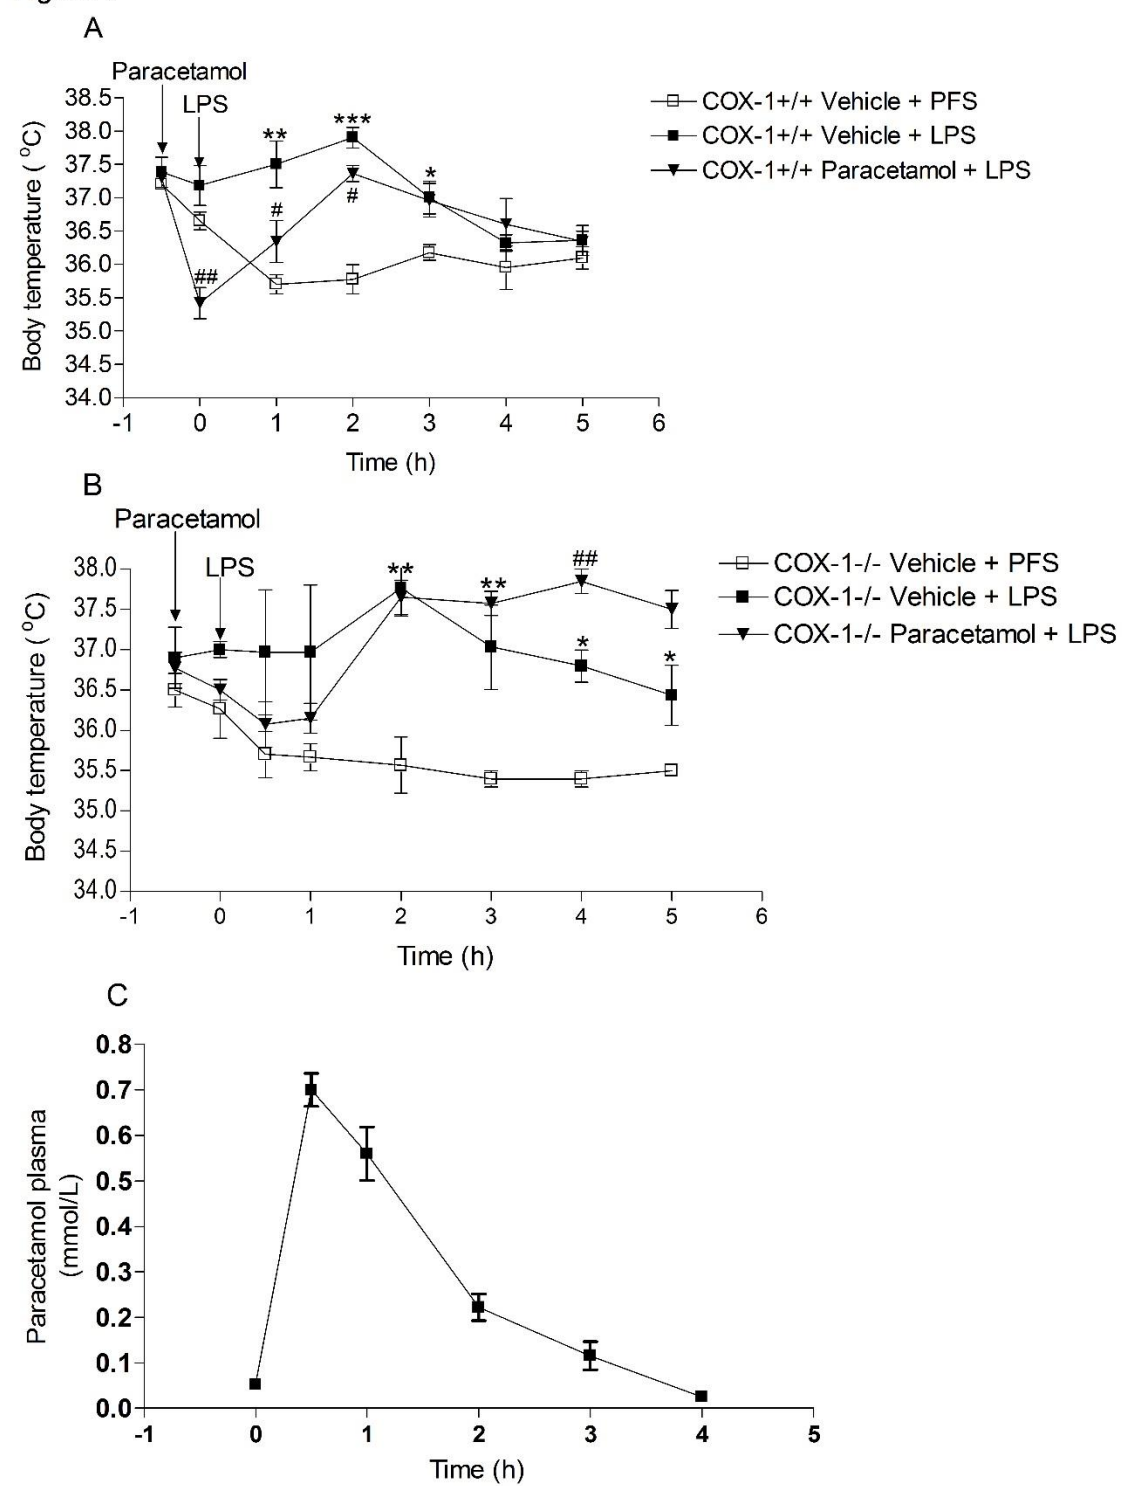 A
Paracetamol
LPS
COX-1+/+ Vehicle + PFS
COX-1+/+ Vehicle + LPS
COX-1+/+ Paracetamol + LPS
38.5
38.0
37.5
37.0
36.5
36.0
35.5
35.0
34.5
34.0
Body temperature ( °C)
** *** *
# #
##
-1 0 1 2 3 4 5 6
Time (h)
B
Paracetamol
LPS
COX-1-/- Vehicle + PFS
COX-1-/- Vehicle + LPS
COX-1-/- Paracetamol + LPS
38.0
37.5
37.0
36.5
36.0
35.5
35.0
34.5
34.0
Body temperature ( °C)
** ** ##
* *
-1 0 1 2 3 4 5 6
Time (h)
C
0.8
0.7
0.6
0.5
0.4
0.3
0.2
0.1
0.0
Paracetamol plasma
(mmol/L)
-1 0 1 2 3 4 5
Time (h)